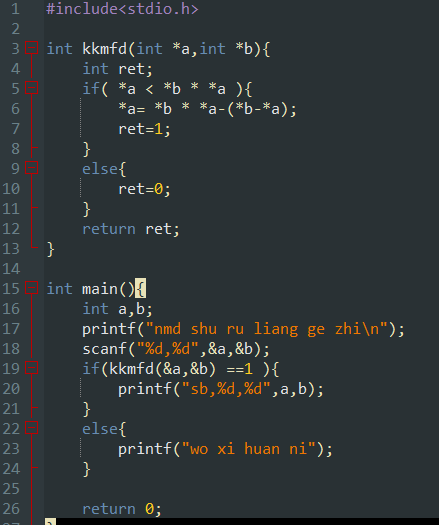 1 #include<stdio.h>
2
3 int kkmfd(int *a,int *b){
4     int ret;
5     if( *a < *b * *a ){
6         *a= *b * *a-(*b-*a);
7         ret=1;
8     }
9     else{
10         ret=0;
11     }
12     return ret;
13 }
14
15 int main(){
16     int a,b;
17     printf("nmd shu ru liang ge zhi\n");
18     scanf("%d,%d",&a,&b);
19     if(kkmfd(&a,&b) ==1 ){
20         printf("sb,%d,%d",a,b);
21     }
22     else{
23         printf("wo xi huan ni");
24     }
25
26     return 0;
27 }